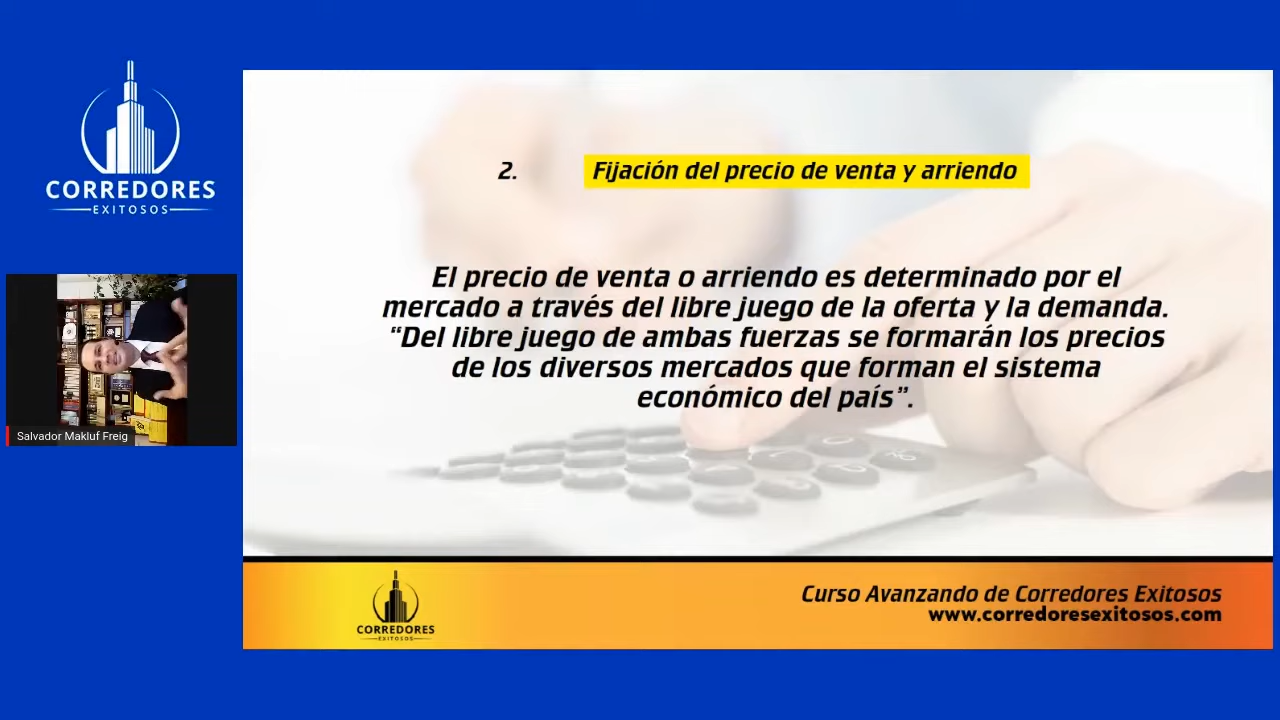 CORREDORES
EXITOSOS
Salvador Makluf Freig
2. Fijación del precio de venta y arriendo
El precio de venta o arriendo es determinado por el
mercado a través del libre juego de la oferta y la demanda.
“Del libre juego de ambas fuerzas se formarán los precios
de los diversos mercados que forman el sistema
económico del país”.
CORREDORES
EXITOSOS
Curso Avanzando de Corredores Exitosos
www.corredoresexitosos.com